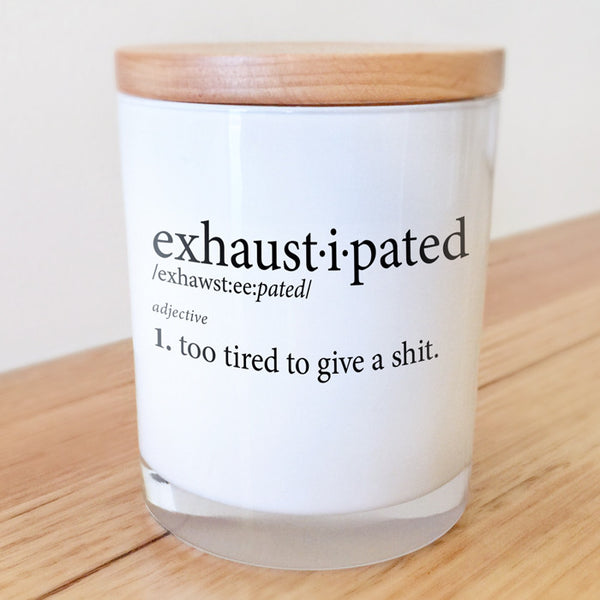 exhaust·i·pated
/exhawst:ee:pated/
adjective
1. too tired to give a shit.